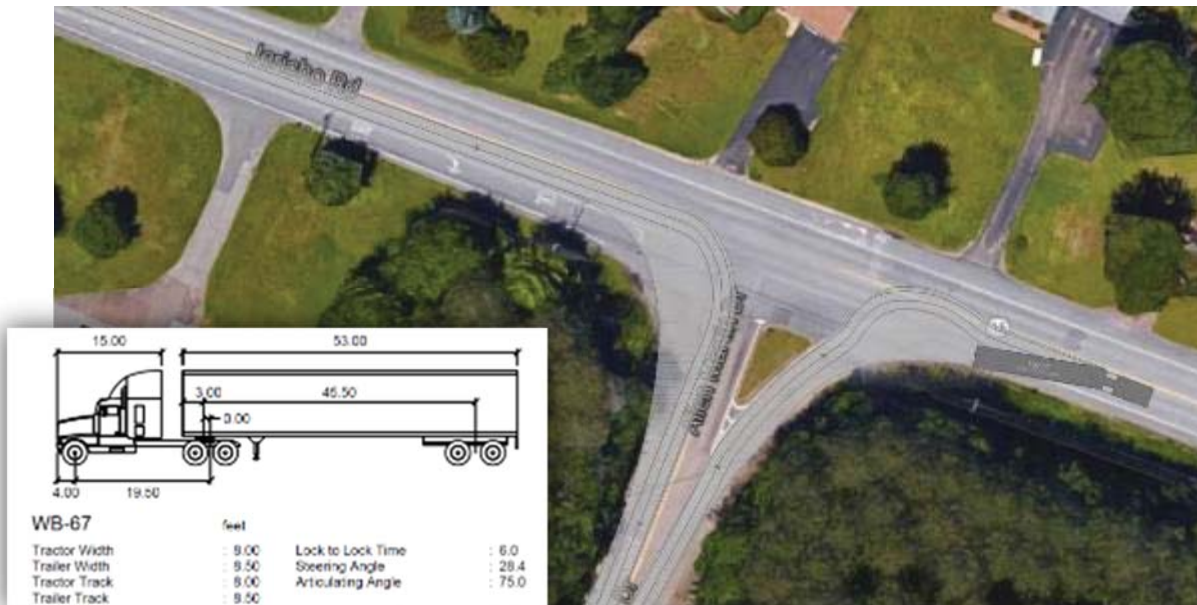 Jericho Rd
15.00
53.00
3.00
45.50
3.00
4.00
19.50
WB-67
feet
Tractor Width : 8.00 Lock to Lock Time : 6.0
Trailer Width : 8.50 Steering Angle : 28.4
Tractor Track : 8.00 Articulating Angle : 75.0
Trailer Track : 8.50